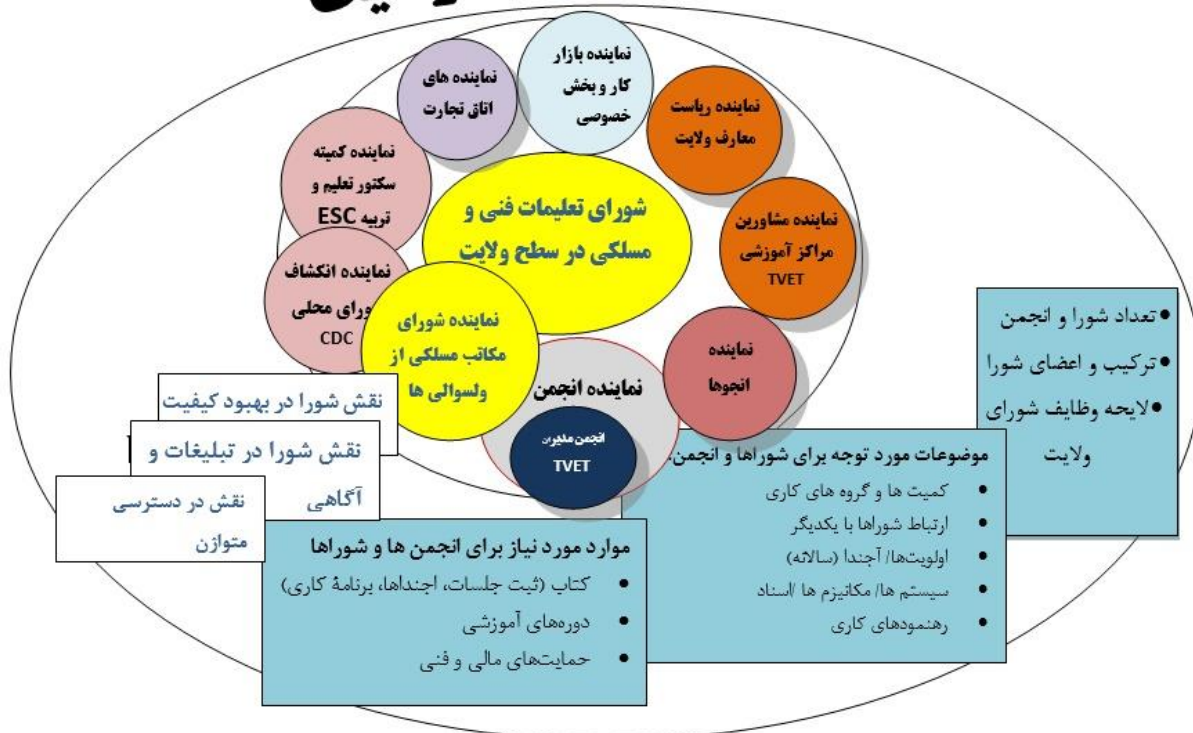 نماینده بازار
کار و بخش
خصوصی
نماینده های
اتاق تجارت
نماینده ریاست
معارف ولایت
نماینده کمیته
سکتور تعلیم و
تربیه ESC
شورای تعلیمات فنی و
مسلکی در سطح ولایت
نماینده مشاورین
مراکز آموزشی
TVET
نماینده انکشاف
CDC
محلی
نماینده شورای
مکاتب مسلکی از
ولسوالی ها
نماینده
انجوها
نماینده انجمن
انجمن مدیران
TVET
• تعداد شورا و انجمن
• ترکیب و اعضای شورا
• لایحه وظایف شورای
ولایت
نقش شورا در بهبود کیفیت
نقش شورا در تبلیغات و
آگاهی
نقش در دسترسی
متوازن
موضوعات مورد توجه برای شوراها و انجمن
• کمیت ها و گروه های کاری
• ارتباط شوراها با یکدیگر
• اولویت‌ها/ آجندا (سالانه)
• سیستم ها/ مکانیزم ها /اسناد
• رهنمودهای کاری
موارد مورد نیاز برای انجمن ها و شوراها
• کتاب (ثبت جلسات، اجنداها، برنامۀ کاری)
• دوره‌های آموزشی
• حمایت‌های مالی و فنی